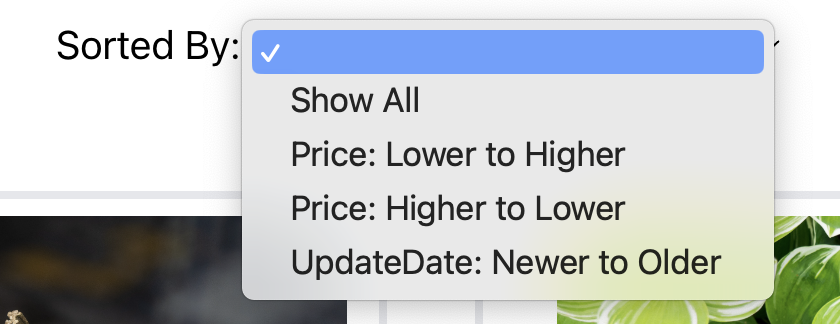 Sorted By:
Show All
Price: Lower to Higher
Price: Higher to Lower
UpdateDate: Newer to Older